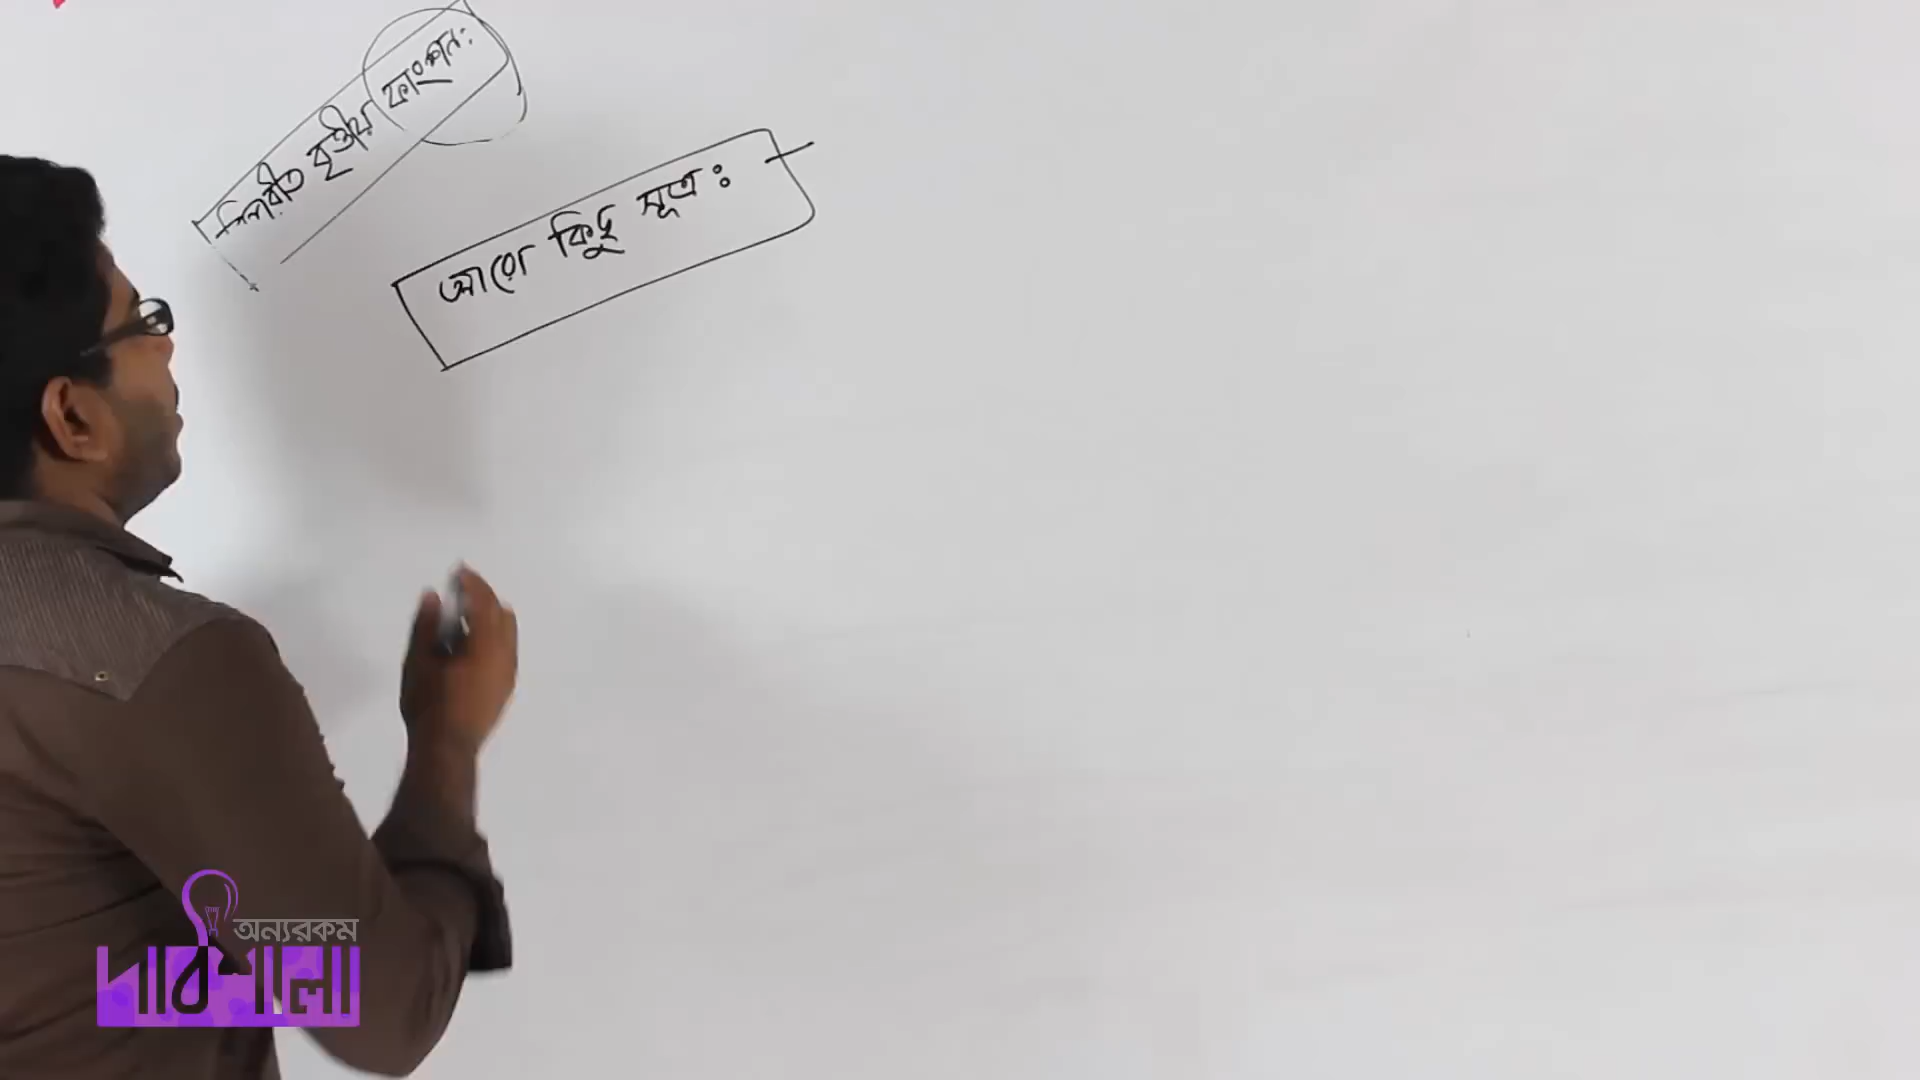 বিপরীত বৃত্তীয় ফাংশন:
আরো কিছু সূত্র :
অন্যরকম
পাঠশালা